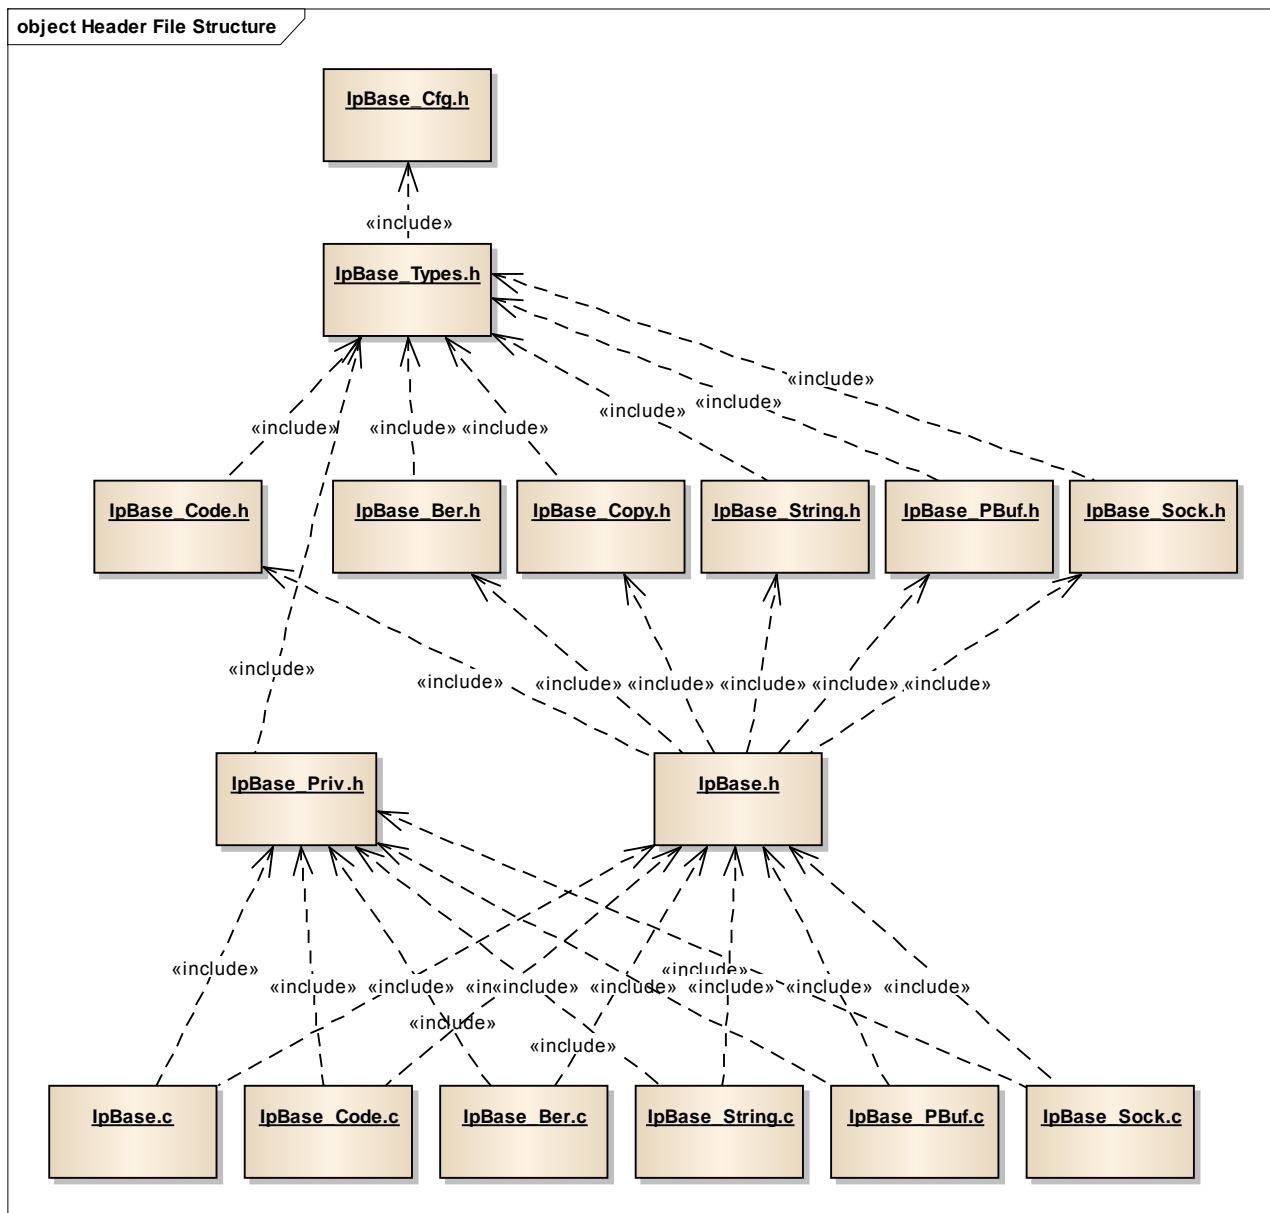 object Header File Structure
IpBase_Cfg.h
«include»
IpBase_Types.h
«include»
«include»
«include»
«include»
«include»
«include»
IpBase_Code.h
IpBase_Ber.h
IpBase_Copy.h
IpBase_String.h
IpBase_PBuf.h
IpBase_Sock.h
«include»
«include»
«include»
«include»
«include»
«include»
«include»
IpBase_Priv.h
IpBase.h
«include»
«include»
«include»
«include»
«include»
«include»
«include»
«include»
«include»
«include»
«include»
«include»
IpBase.c
IpBase_Code.c
IpBase_Ber.c
IpBase_String.c
IpBase_PBuf.c
IpBase_Sock.c